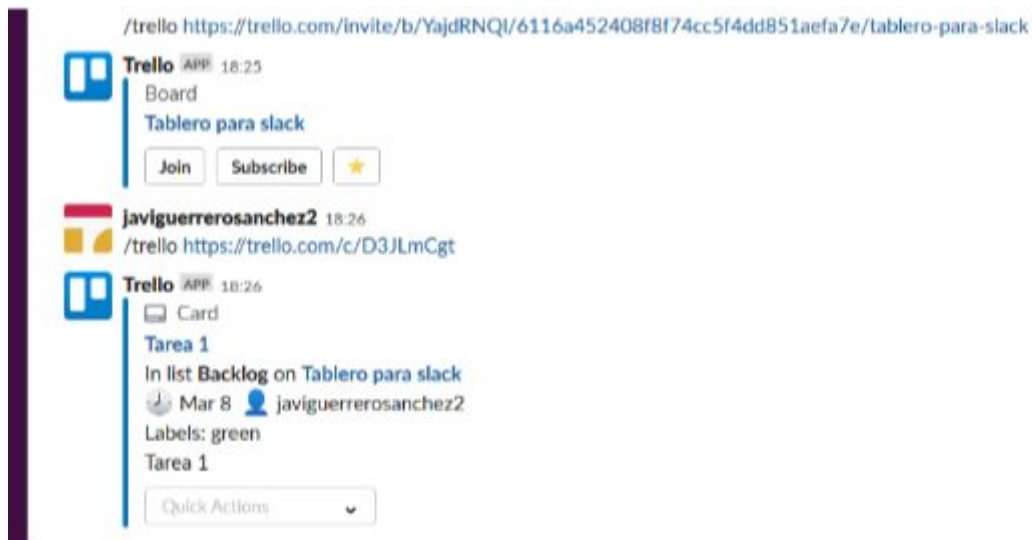 /trello https://trello.com/invite/b/YajdRNQI/6116a452408f8f74cc5f4dd851aefa7e/tablero-para-slack
Trello APP 18:25
Board
Tablero para slack
Join Subscribe
javiguerrerosanchez2 18:26
/trello https://trello.com/c/D3JLmCgt
Trello APP 18:26
Card
Tarea 1
In list Backlog on Tablero para slack
Mar 8 javiguerrerosanchez2
Labels: green
Tarea 1
Quick Actions